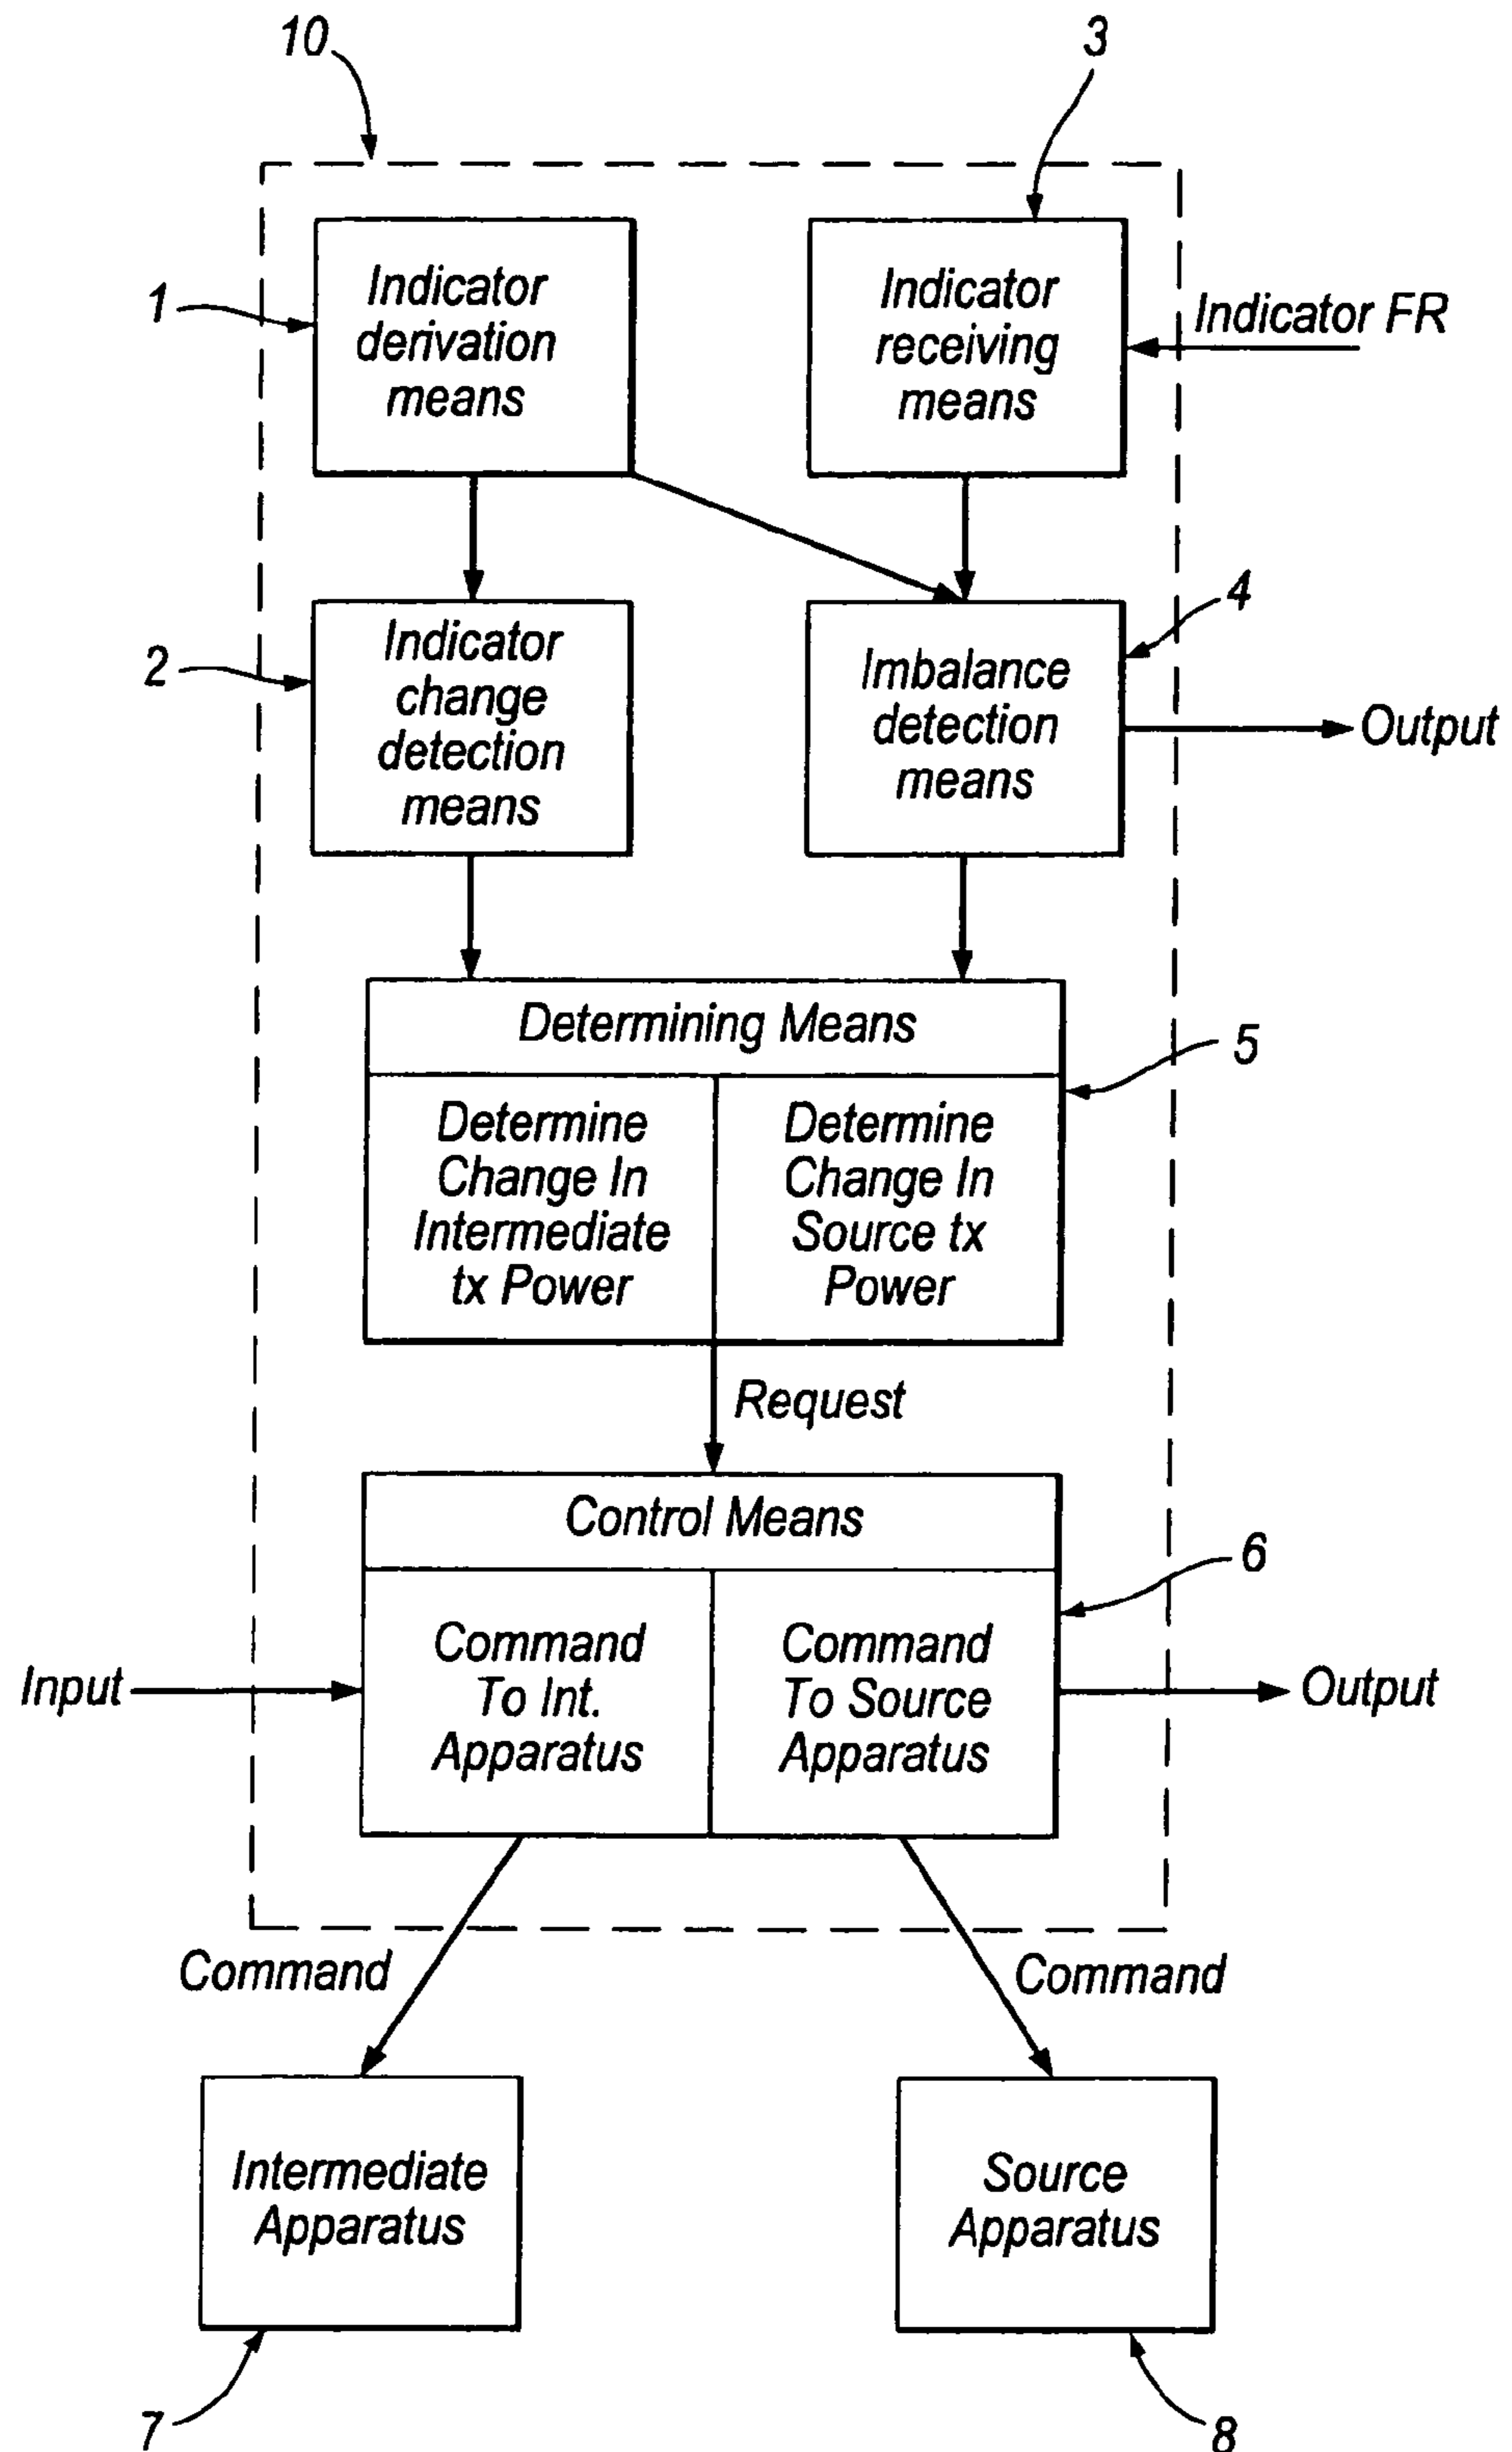 10
3
Indicator
derivation
means
Indicator
receiving
means
1
Indicator FR
Indicator
change
detection
means
2
Imbalance
detection
means
4
Output
Determining Means
5
Determine
Change In
Intermediate
tx Power
Determine
Change In
Source tx
Power
Request
Control Means
6
Input
Command
To Int.
Apparatus
Command
To Source
Apparatus
Output
Command
Command
Intermediate
Apparatus
Source
Apparatus
7
8